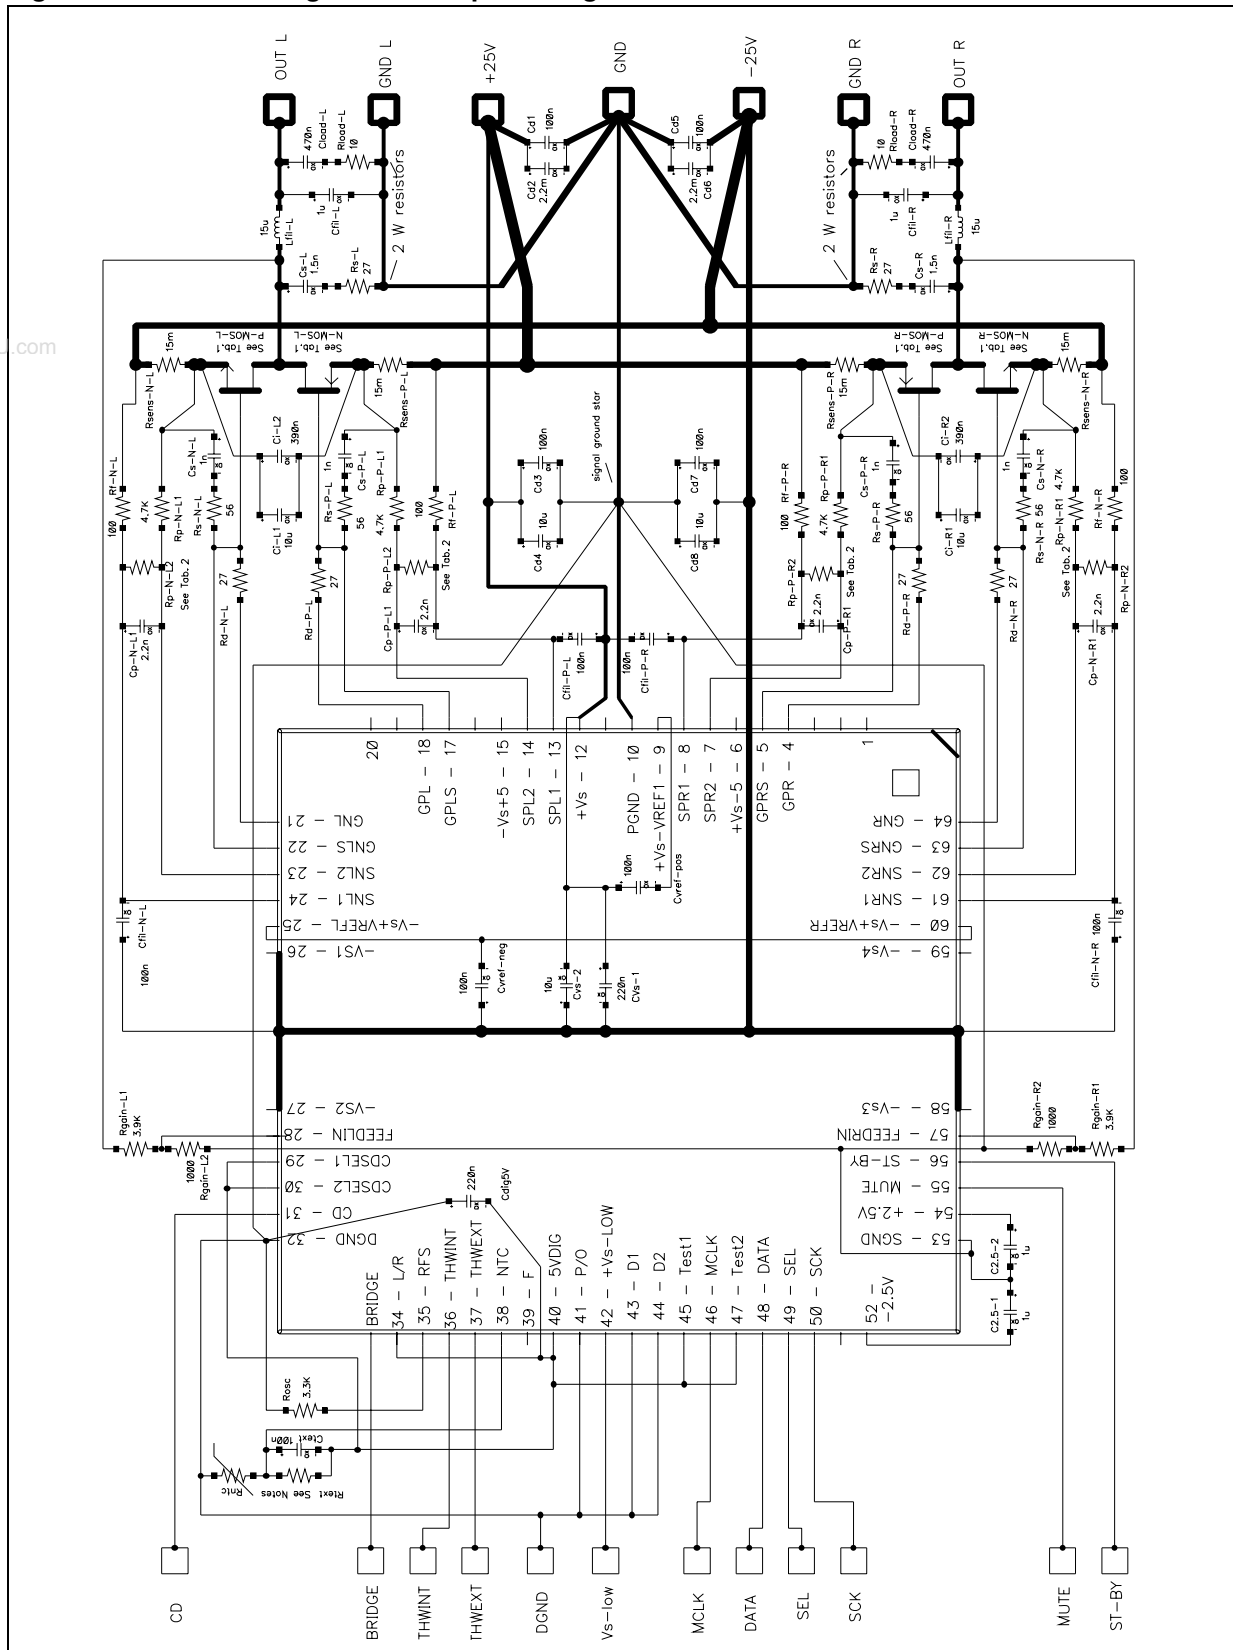 OUT L
GND L
+25V
GND
-25V
GND R
OUT R
470n
Cload-L
Rload-L
10
1u
Cfil-L
15u
Lfil-L
Cs-L
1.5n
Rs-L
27
2 W resistors
Cd1
100n
Cd2
2.2m
Cd5
100n
2.2m
Cd6
2 W resistors
10
Rload-R
Cload-R
470n
1u
Cfil-R
Lfil-R
15u
Rs-R
27
Cs-R
1.5n
.com
15m
See Tab.1
P-MOS-L
N-MOS-L
See Tab.1
15m
Rsens-N-L
Rsens-P-L
15m
Rsens-P-R
See Tab.1
P-MOS-R
N-MOS-R
See Tab.1
15m
Rsens-N-R
Rf-N-L
100
4.7K
Rp-N-L1
Cs-N-L
1n
Rs-N-L
56
Ci-L2
390n
Ci-L1
10u
1n
Cs-P-L
Rs-P-L
56
Rp-P-L1
4.7K
100
Rf-P-L
100n
Cd3
10u
Cd4
signal ground star
100n
Cd7
10u
Cd8
Rf-P-R
100
Rp-P-R1
4.7K
Cs-P-R
1n
Rs-P-R
56
Ci-R2
390n
Ci-R1
10u
1n
Cs-N-R
56
Rs-N-R
4.7K
Rp-N-R1
100
Rf-N-R
Rp-N-L2
See Tab.2
Cp-N-L1
2.2n
27
Rd-N-L
27
Rd-P-L
Rp-P-L2
See Tab.2
Cp-P-L1
2.2n
Cfil-P-L
100n
100n
Cfil-P-R
Rp-P-R2
See Tab.2
2.2n
Cp-P-R1
27
Rd-P-R
27
Rd-N-R
See Tab.2
2.2n
Cp-N-R1
Rp-N-R2
20
GPL - 18
GPLS - 17
-Vs+5 - 15
SPL2 - 14
SPL1 - 13
+Vs - 12
PGND - 10
+Vs-VREF1 - 9
SPR1 - 8
SPR2 - 7
+Vs-5 - 6
GPRS - 5
GPR - 4
1
21 - GNL
22 - GNLS
23 - SNL2
24 - SNL1
25 - -Vs+VREFL
26 - -VS1
27 - -VS2
28 - FEEDLIN
29 - CDSEL1
30 - CDSEL2
31 - CD
32 - DGND
64 - GNR
63 - GNRS
62 - SNR2
61 - SNR1
60 - -Vs+VREFR
59 - -Vs4
58 - -Vs3
57 - FEEDRIN
56 - ST-BY
55 - MUTE
54 - +2.5V
53 - SGND
100n
Cvref-pos
Cfil-N-L
100n
100n
Cvref-neg
10u
Cvs-2
220n
CVs-1
Cfil-N-R
100n
Rgain-L1
3.9K
1000
Rgain-L2
Rgain-R2
1000
Rgain-R1
3.9K
220n
Cdig5V
C2.5-2
1u
C2.5-1
1u
BRIDGE
34 - L/R
35 - RFS
36 - THWINT
37 - THWEXT
38 - NTC
39 - F
40 - 5VDIG
41 - P/O
42 - +Vs-LOW
43 - D1
44 - D2
45 - Test1
46 - MCLK
47 - Test2
48 - DATA
49 - SEL
50 - SCK
52 -
-2.5V
Rosc
3.3K
Ctext
100n
Rntc
See Notes
Rtext
CD
BRIDGE
THWINT
THWEXT
DGND
Vs-low
MCLK
DATA
SEL
SCK
MUTE
ST-BY